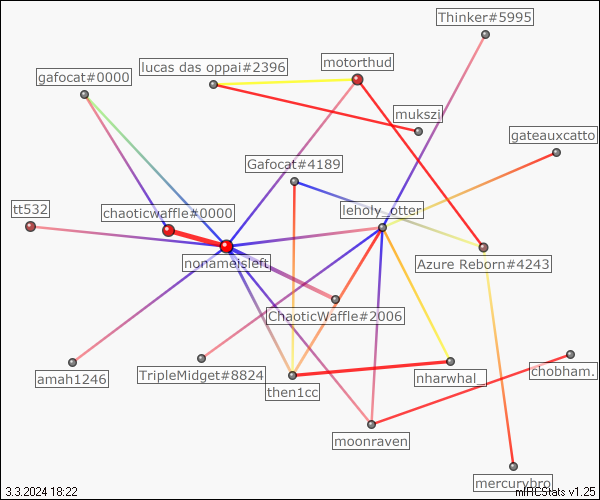 Thinker#5995
motorthud
lucas das oppai#2396
gafocat#0000
mukszi
gateauxcatto
Gafocat#4189
tt532
chaoticwaffle#0000
leholy_otter
nonameisleft
Azure Reborn#4243
ChaoticWaffle#2006
amah1246
TripleMidget#8824
then1cc
nharwhal_
chobham.
moonraven
mercurybro
3.3.2024 18:22
mIRCStats v1.25